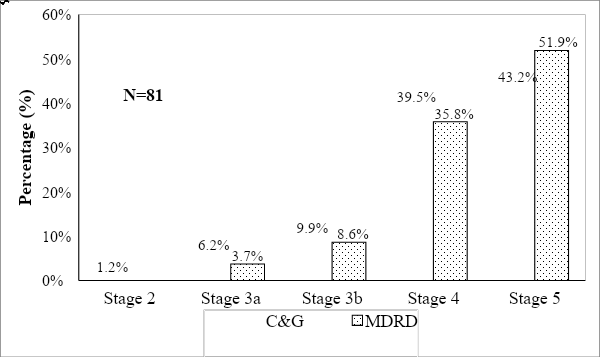 60%
50%
40%
30%
20%
10%
0%
Percentage (%)
N=81
1.2%
6.2%
3.7%
9.9%
8.6%
39.5%
35.8%
43.2%
51.9%
Stage 2
Stage 3a
Stage 3b
Stage 4
Stage 5
C&G
MDRD